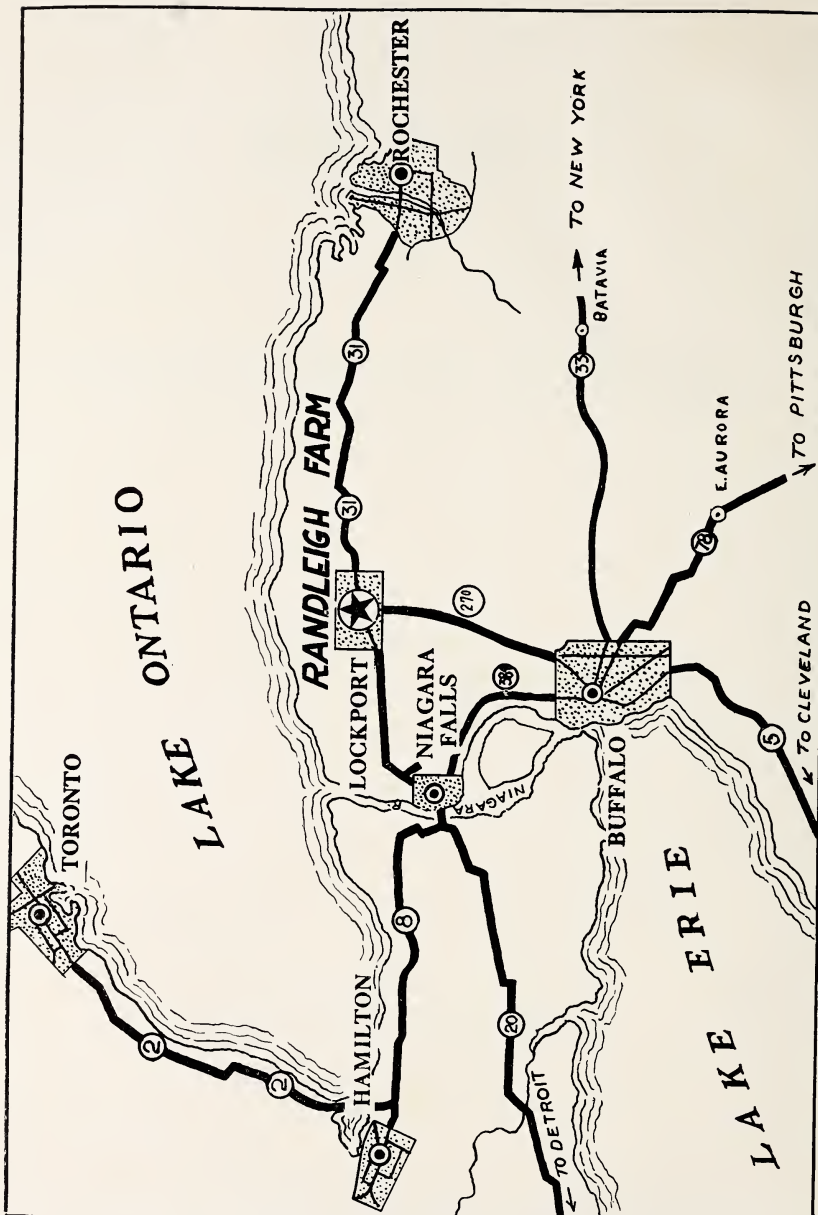 TORONTO
LAKE ONTARIO
ROCHESTER
2
2
HAMILTON
RANDLEIGH FARM
LOCKPORT
31
31
8
NIAGARA
FALLS
NIAGARA R.
270
384
20
TO DETROIT
BUFFALO
33
BATAVIA
TO NEW YORK
LAKE ERIE
78
E. AURORA
TO PITTSBURGH
5
TO CLEVELAND